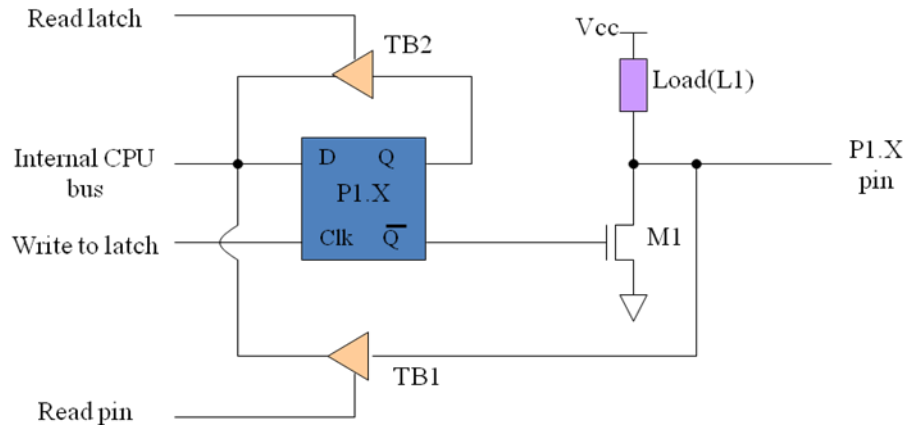 Read latch
TB2
Vcc
Load(L1)
Internal CPU
bus
D Q
P1.X
P1.X
pin
Write to latch
Clk Q̅
M1
TB1
Read pin